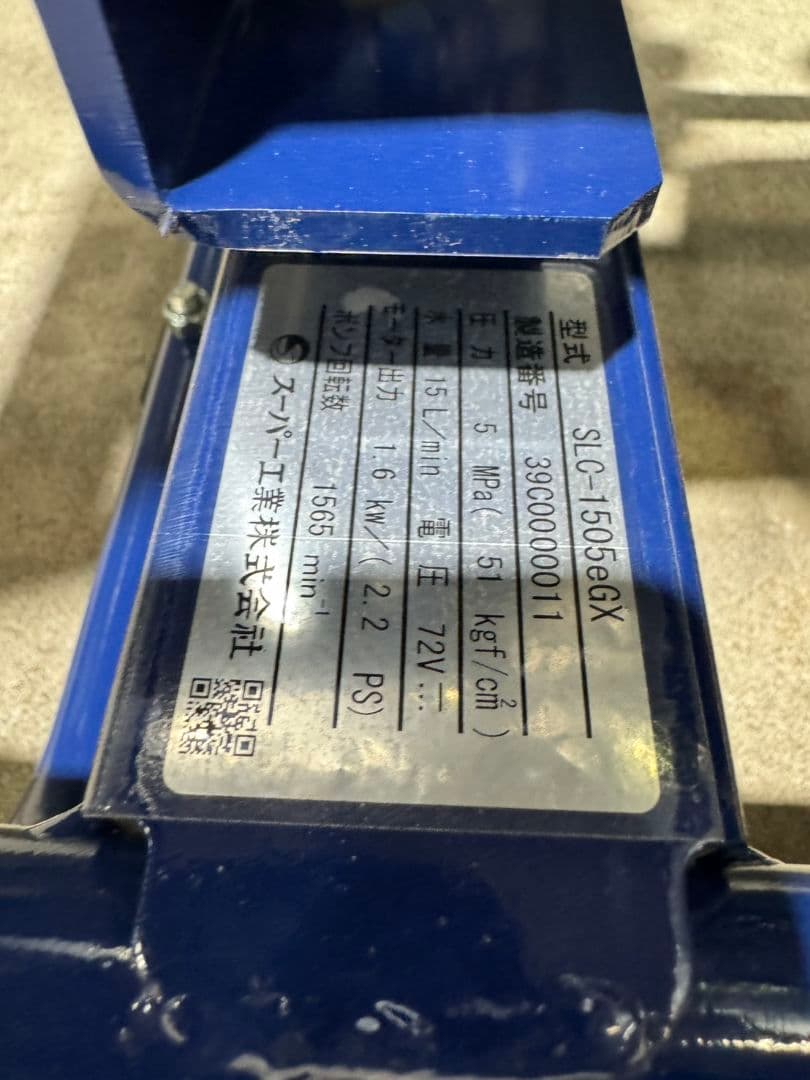 型式 SLC-1505eGX
製造番号 39C0000011
圧力 5 MPa( 51 kgf/cm²)
水量 15 L/min 電圧 72V⎓
モーター出力 1.6 kw/( 2.2 PS)
ポンプ回転数 1565 min⁻¹
スーパー工業株式会社